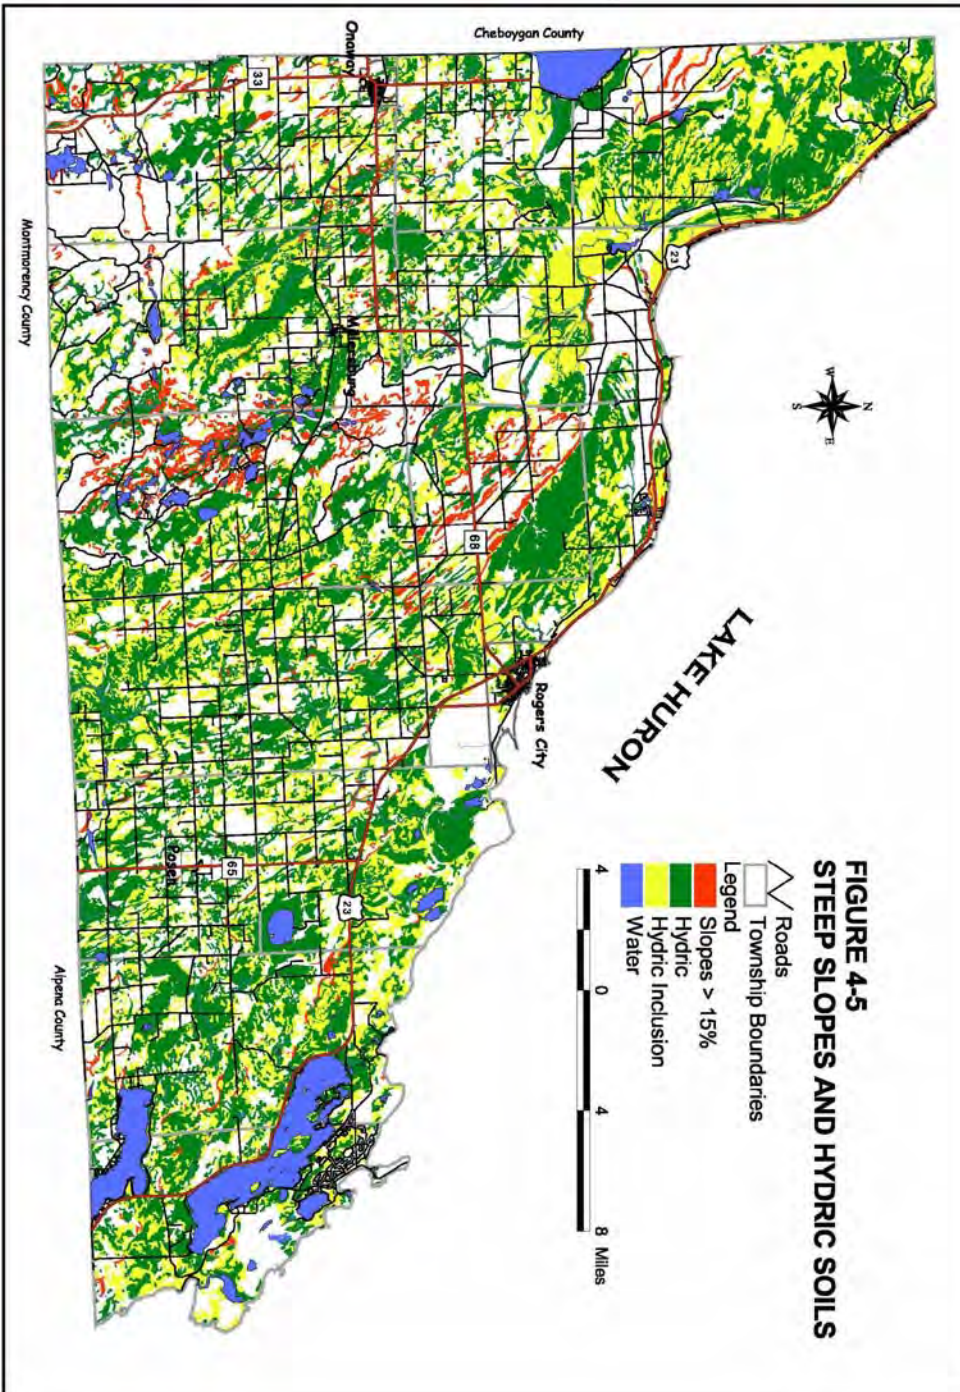 FIGURE 4-5
STEEP SLOPES AND HYDRIC SOILS
Roads
Township Boundaries
Legend
Slopes > 15%
Hydric
Hydric Inclusion
Water
4 0 4 8 Miles
N
W E
S
LAKE HURON
Cheboygan County
Montmorency County
Alpena County
Onaway
Millersburg
Rogers City
Posen
33
68
23
65
23